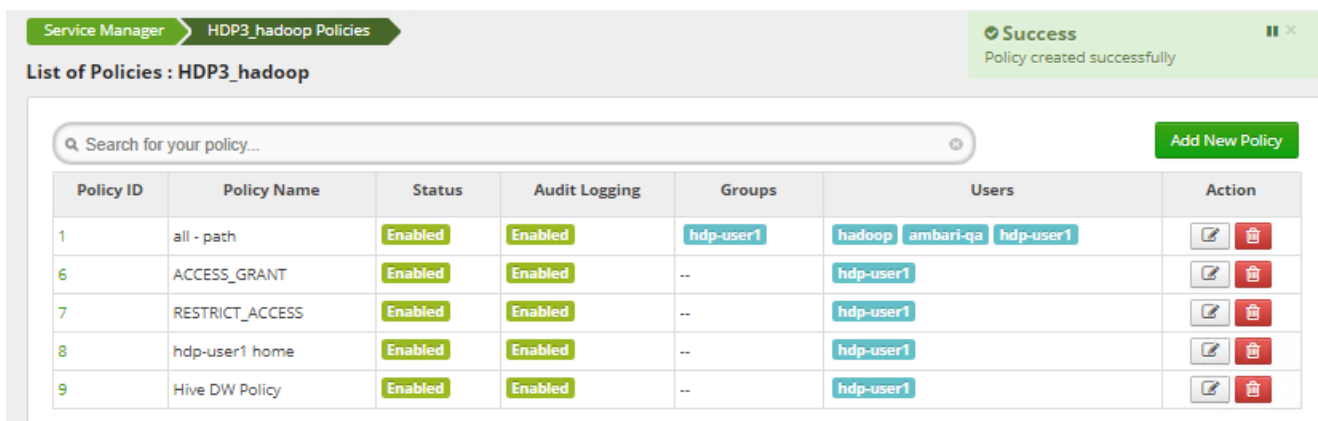 Service Manager HDP3_hadoop Policies
Success
Policy created successfully
List of Policies : HDP3_hadoop
Search for your policy...
Add New Policy
Policy ID Policy Name Status Audit Logging Groups Users Action
1 all - path Enabled Enabled hdp-user1 hadoop ambari-qa hdp-user1
6 ACCESS_GRANT Enabled Enabled -- hdp-user1
7 RESTRICT_ACCESS Enabled Enabled -- hdp-user1
8 hdp-user1 home Enabled Enabled -- hdp-user1
9 Hive DW Policy Enabled Enabled -- hdp-user1